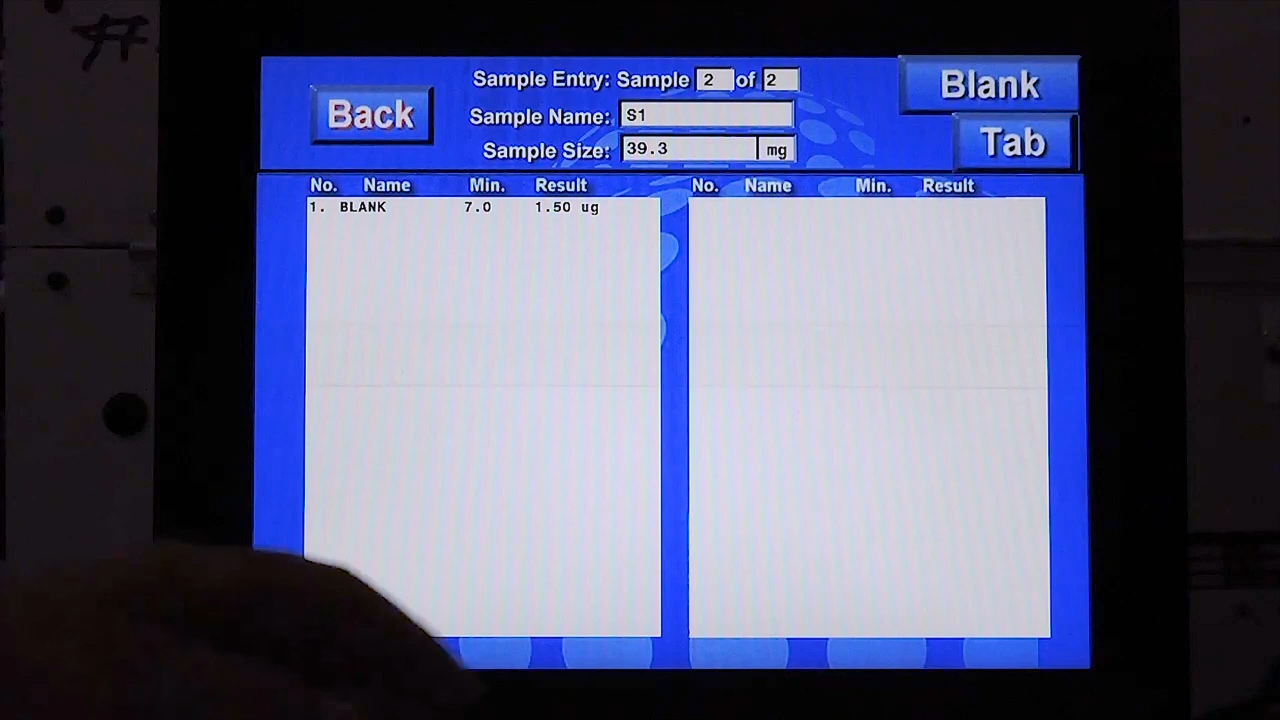 Back
Sample Entry: Sample 2 of 2
Sample Name: S1
Sample Size: 39.3 mg
Blank
Tab
No. Name Min. Result
1. BLANK 7.0 1.50 ug
No. Name Min. Result